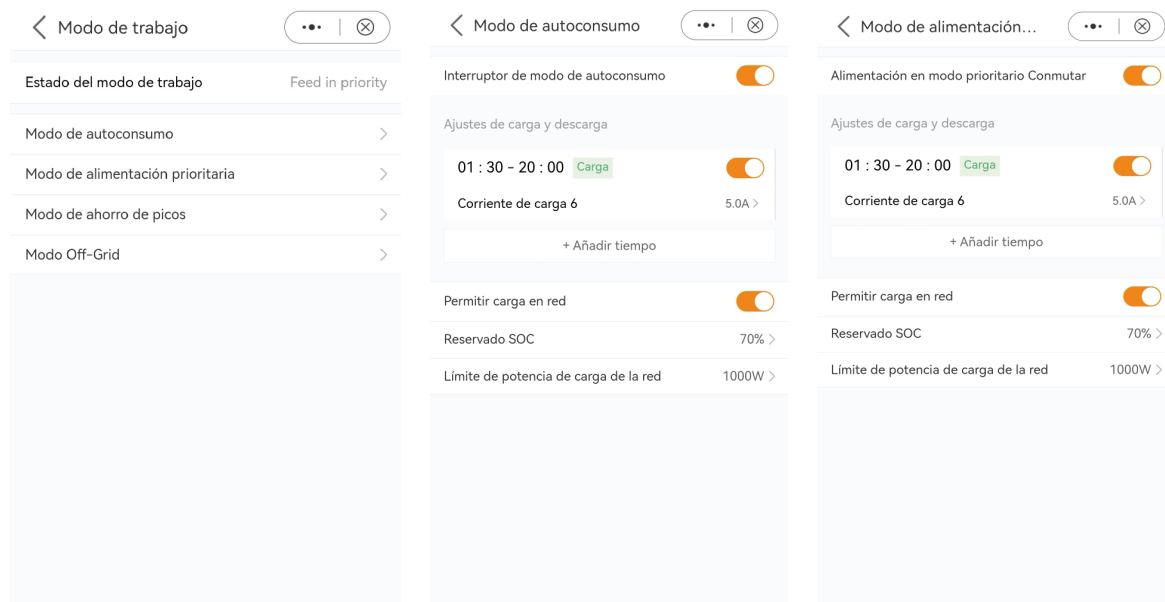 Modo de trabajo
Estado del modo de trabajo Feed in priority
Modo de autoconsumo
Modo de alimentación prioritaria
Modo de ahorro de picos
Modo Off-Grid
Modo de autoconsumo
Interruptor de modo de autoconsumo
Ajustes de carga y descarga
01 : 30 - 20 : 00 Carga
Corriente de carga 6 5.0A
+ Añadir tiempo
Permitir carga en red
Reservado SOC 70%
Límite de potencia de carga de la red 1000W
Modo de alimentación...
Alimentación en modo prioritario Conmutar
Ajustes de carga y descarga
01 : 30 - 20 : 00 Carga
Corriente de carga 6 5.0A
+ Añadir tiempo
Permitir carga en red
Reservado SOC 70%
Límite de potencia de carga de la red 1000W